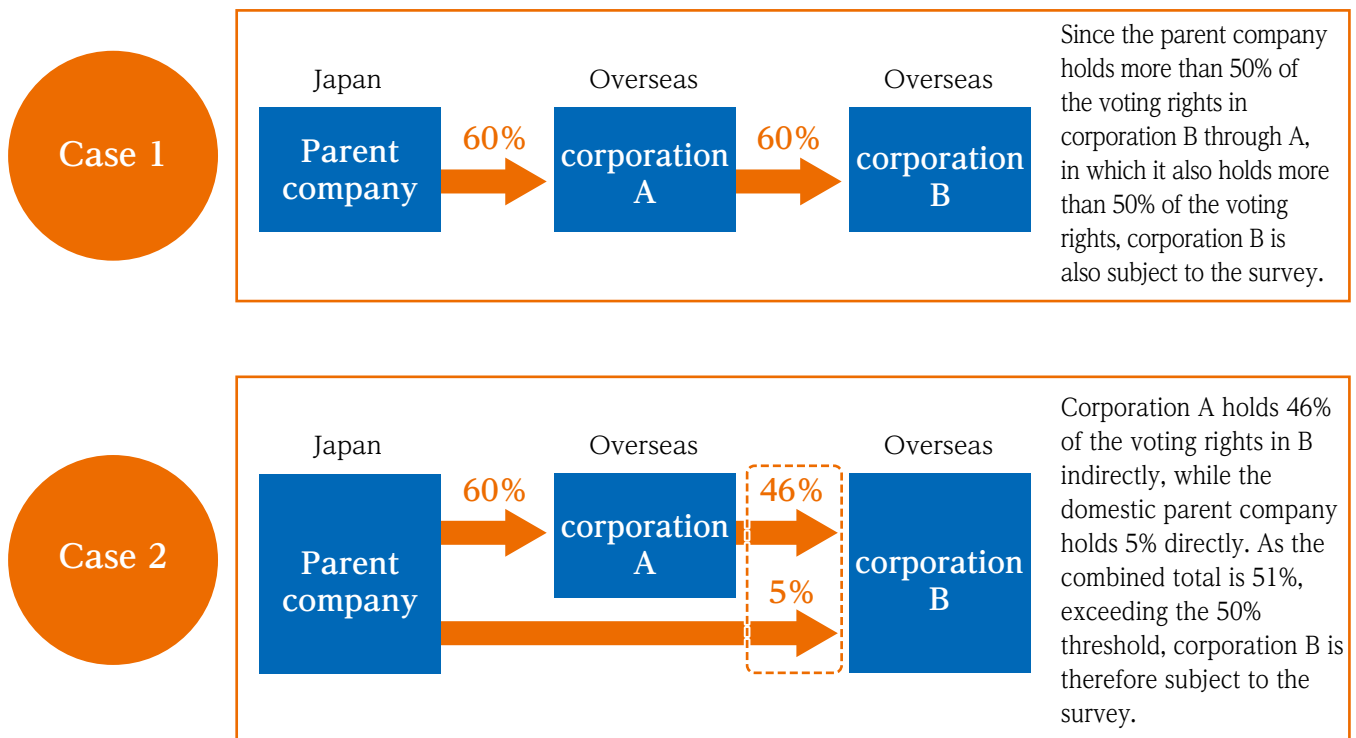 Case 1
Japan
Overseas
Overseas
Parent
company
60%
corporation
A
60%
corporation
B
Since the parent company
holds more than 50% of
the voting rights in
corporation B through A,
in which it also holds more
than 50% of the voting
rights, corporation B is
also subject to the survey.
Case 2
Japan
Overseas
Overseas
Parent
company
60%
corporation
A
46%
5%
corporation
B
Corporation A holds 46%
of the voting rights in B
indirectly, while the
domestic parent company
holds 5% directly. As the
combined total is 51%,
exceeding the 50%
threshold, corporation B is
therefore subject to the
survey.